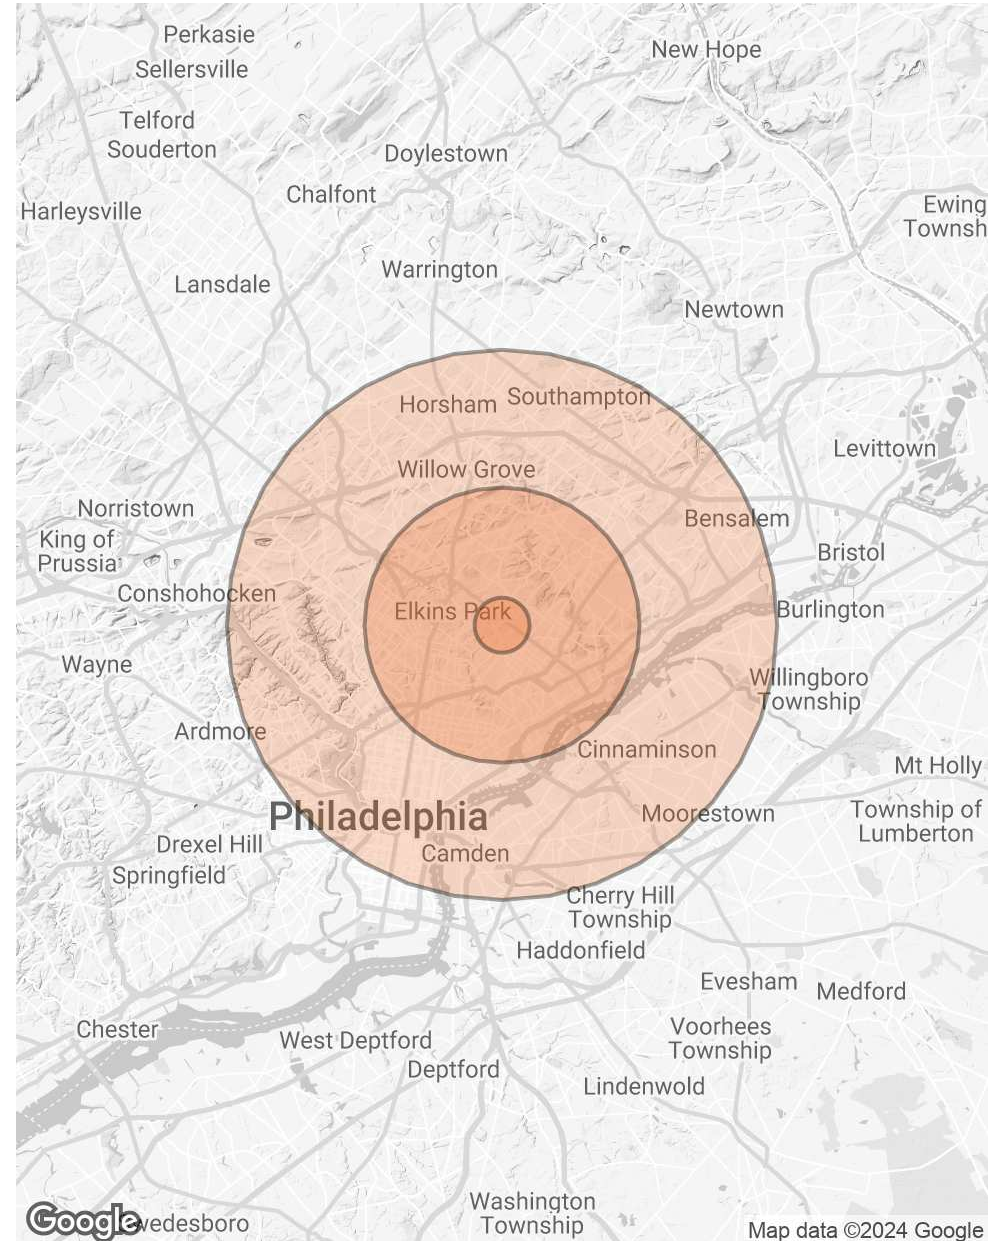 Perkasie
New Hope
Sellersville
Telford
Souderton
Doylestown
Chalfont
Harleysville
Ewing
Townsh
Warrington
Lansdale
Newtown
Southampton
Horsham
Levittown
Willow Grove
Norristown
Bensalem
King of
Prussia
Bristol
Conshohocken
Elkins Park
Burlington
Wayne
Willingboro
Township
Ardmore
Cinnaminson
Mt Holly
Philadelphia
Moorestown
Township of
Lumberton
Drexel Hill
Camden
Springfield
Cherry Hill
Township
Haddonfield
Evesham
Medford
Chester
West Deptford
Voorhees
Township
Deptford
Lindenwold
Washington
Township
Google
wedesboro
Map data ©2024 Google